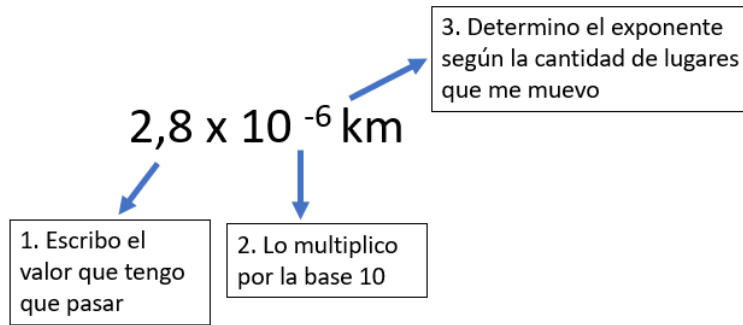 3. Determino el exponente
según la cantidad de lugares
que me muevo
2,8 x 10 -6 km
1. Escribo el
valor que tengo
que pasar
2. Lo multiplico
por la base 10